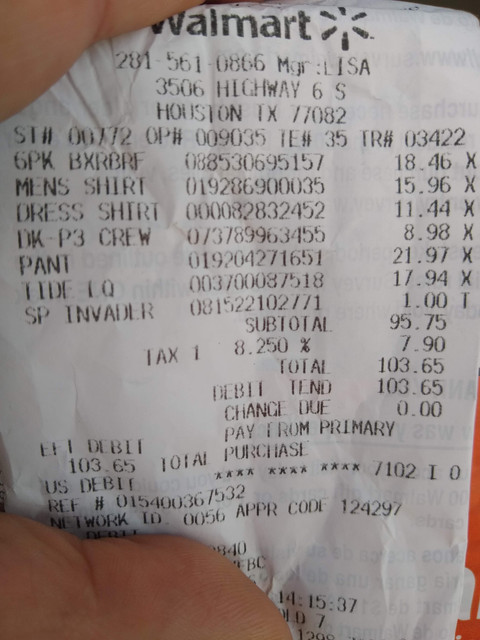 Walmart
281-561-0866 Mgr:LISA
3506 HIGHWAY 6 S
HOUSTON TX 77082
ST# 00772 OP# 009035 TE# 35 TR# 03422
6PK BXRBRF 088530695157 18.46 X
MENS SHIRT 019286900035 15.96 X
DRESS SHIRT 000082832452 11.44 X
DK-P3 CREW 073789963455 8.98 X
PANT 019204271651 21.97 X
TIDE LQ 003700087518 17.94 X
SP INVADER 081522102771 1.00 T
SUBTOTAL 95.75
TAX 1 8.250 % 7.90
TOTAL 103.65
DEBIT TEND 103.65
CHANGE DUE 0.00
EFT DEBIT PAY FROM PRIMARY
103.65 TOTAL PURCHASE
US DEBIT **** **** **** 7102 I 0
REF # 015400367532
NETWORK ID. 0056 APPR CODE 124297
DEBIT
14:15:37